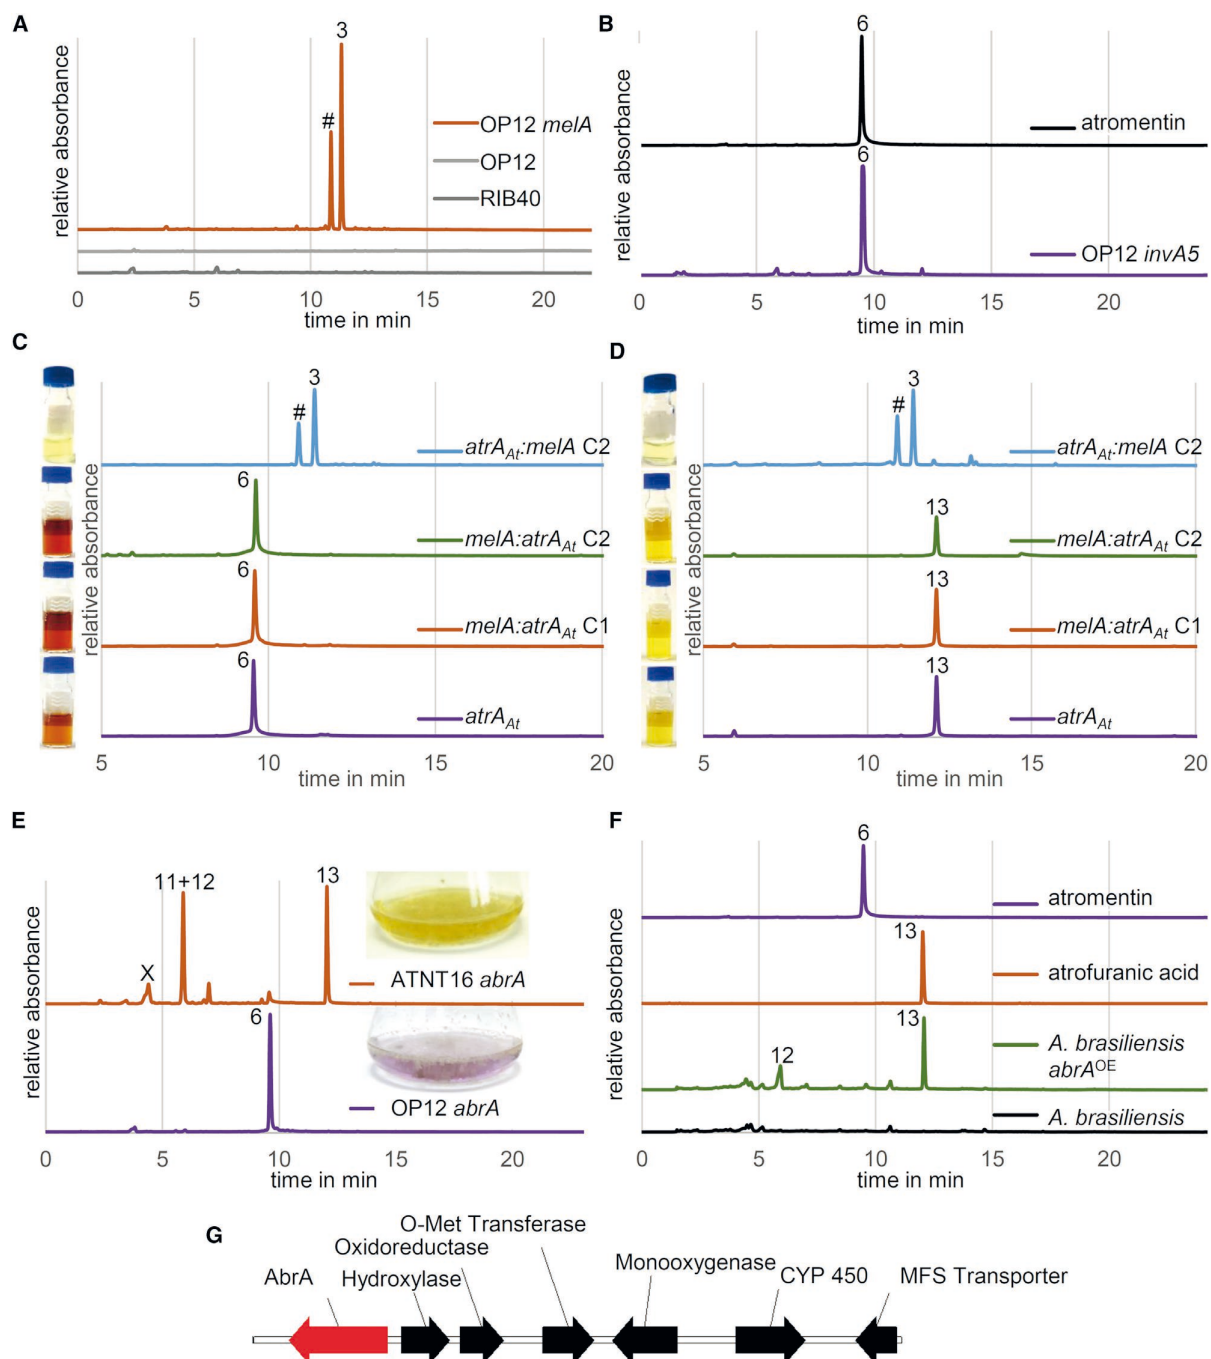 A
relative absorbance
3
#
OP12 melA
OP12
RIB40
0 5 10 15 20
time in min
B
relative absorbance
6
atromentin
6
OP12 invA5
0 5 10 15 20
time in min
C
relative absorbance
3
#
atrAAt:melA C2
6
melA:atrAAt C2
6
melA:atrAAt C1
6
atrAAt
5 10 15 20
time in min
D
relative absorbance
3
#
atrAAt:melA C2
13
melA:atrAAt C2
13
melA:atrAAt C1
13
atrAAt
5 10 15 20
time in min
E
relative absorbance
11+12
13
X
ATNT16 abrA
6
OP12 abrA
0 5 10 15 20
time in min
F
relative absorbance
6
atromentin
13
atrofuranic acid
13
12
A. brasiliensis
abrAOE
A. brasiliensis
0 5 10 15 20
time in min
G
O-Met Transferase
Oxidoreductase
Monooxygenase
AbrA
Hydroxylase
CYP 450
MFS Transporter